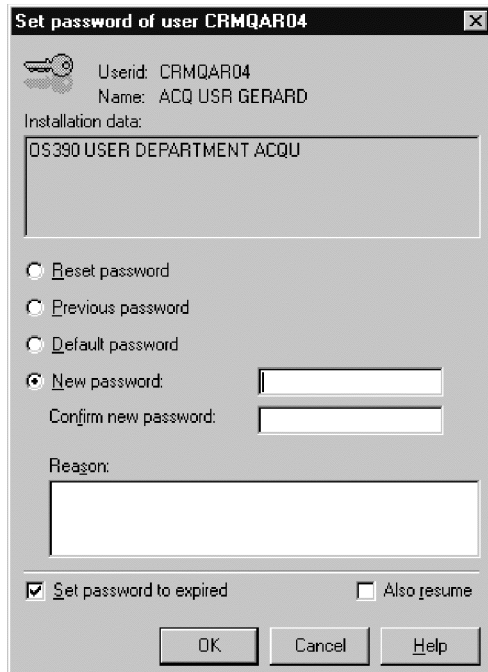 Set password of user CRMQAR04
Userid: CRMQAR04
Name: ACQ USR GERARD
Installation data:
OS390 USER DEPARTMENT ACQU
Reset password
Previous password
Default password
New password:
Confirm new password:
Reason:
Set password to expired Also resume
OK Cancel Help